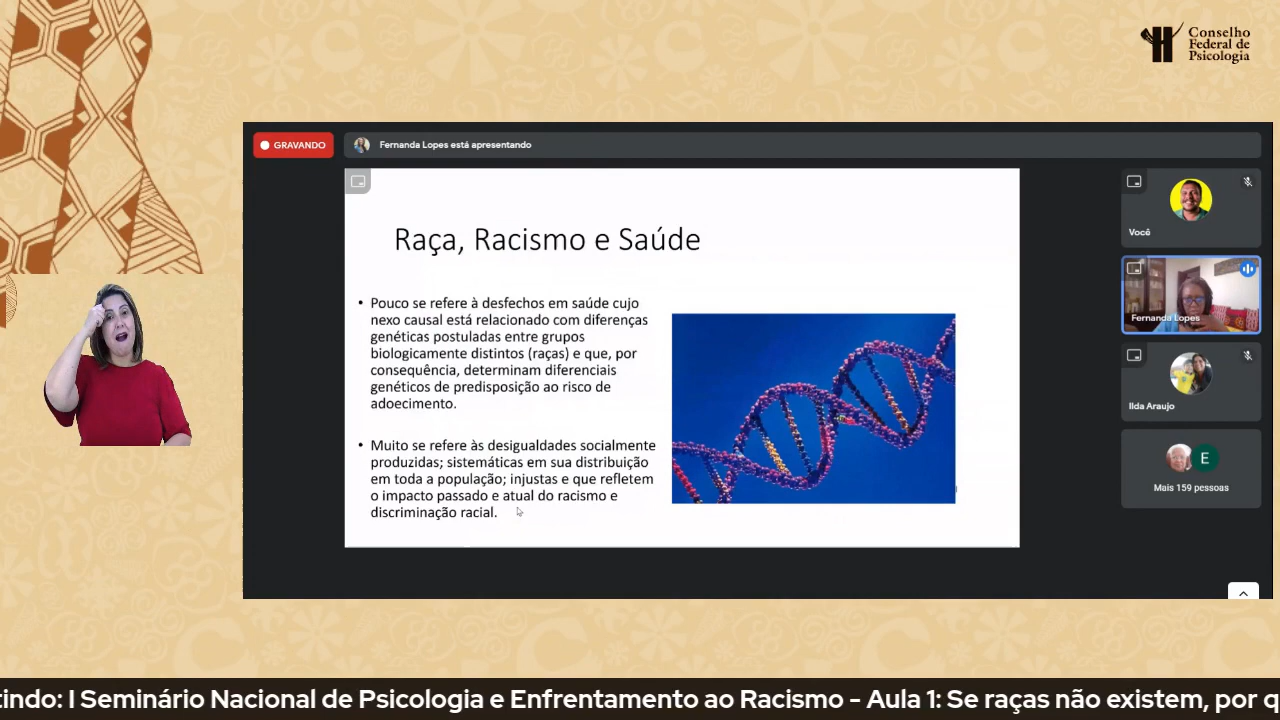 Conselho
Federal de
Psicologia
GRAVANDO
Fernanda Lopes está apresentando
Raça, Racismo e Saúde
• Pouco se refere à desfechos em saúde cujo
nexo causal está relacionado com diferenças
genéticas postuladas entre grupos
biologicamente distintos (raças) e que, por
consequência, determinam diferenciais
genéticos de predisposição ao risco de
adoecimento.
• Muito se refere às desigualdades socialmente
produzidas; sistemáticas em sua distribuição
em toda a população; injustas e que refletem
o impacto passado e atual do racismo e
discriminação racial.
Você
Fernanda Lopes
Ilda Araujo
E
Mais 159 pessoas
tindo: I Seminário Nacional de Psicologia e Enfrentamento ao Racismo - Aula 1: Se raças não existem, por q